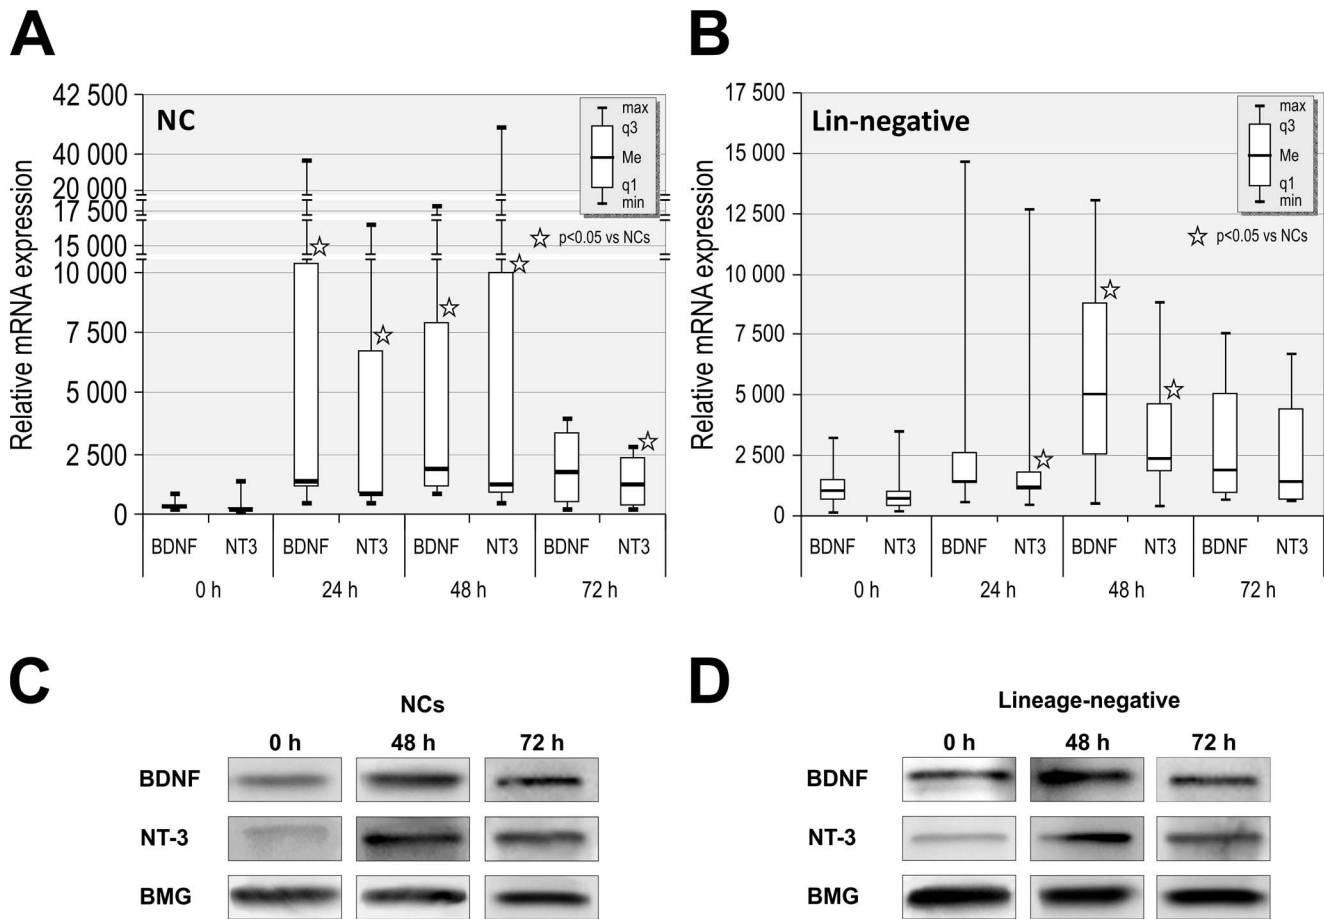 A
B
Relative mRNA expression
42 500
40 000
20 000
17 500
15 000
10 000
7 500
5 000
2 500
0
NC
max
q3
Me
q1
min
p<0.05 vs NCs
BDNF NT3 BDNF NT3 BDNF NT3 BDNF NT3
0 h 24 h 48 h 72 h
Relative mRNA expression
17 500
15 000
12 500
10 000
7 500
5 000
2 500
0
Lin-negative
max
q3
Me
q1
min
p<0.05 vs NCs
BDNF NT3 BDNF NT3 BDNF NT3 BDNF NT3
0 h 24 h 48 h 72 h
C
NCs
0 h 48 h 72 h
BDNF
NT-3
BMG
D
Lineage-negative
0 h 48 h 72 h
BDNF
NT-3
BMG